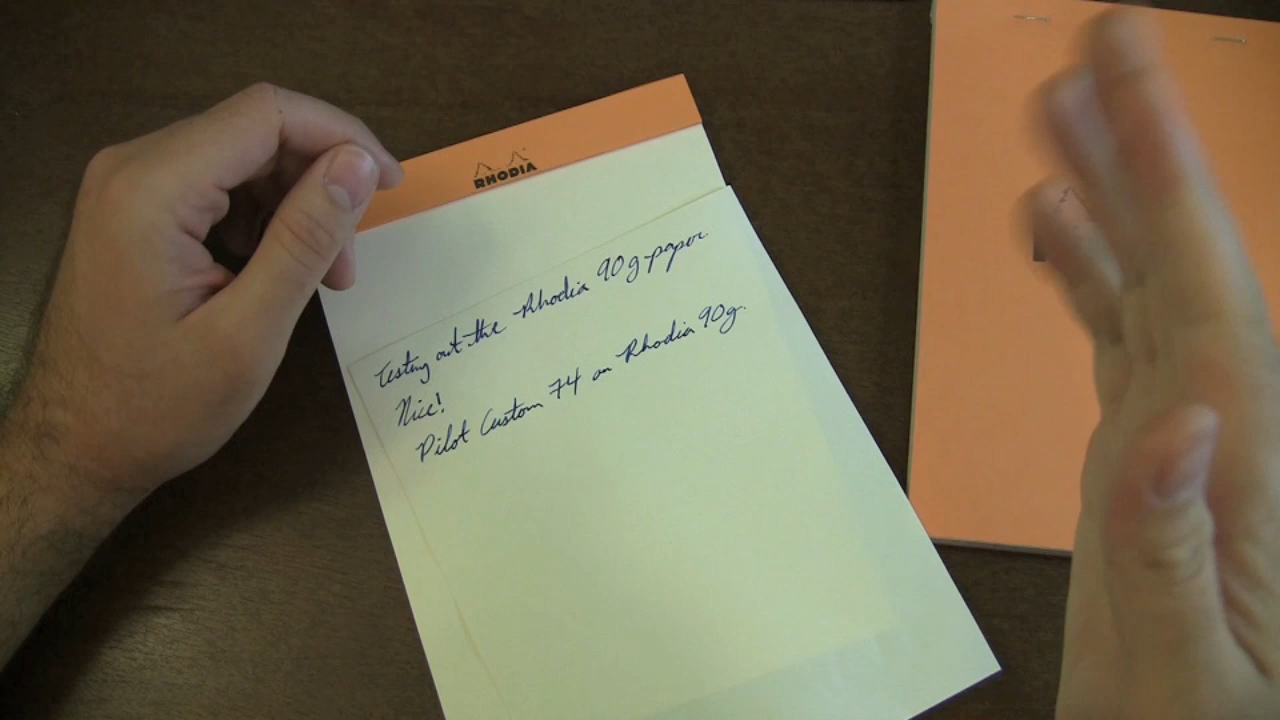 RHODIA
Testing out the Rhodia 90g paper.
Nice!
Pilot Custom 74 on Rhodia 90g.